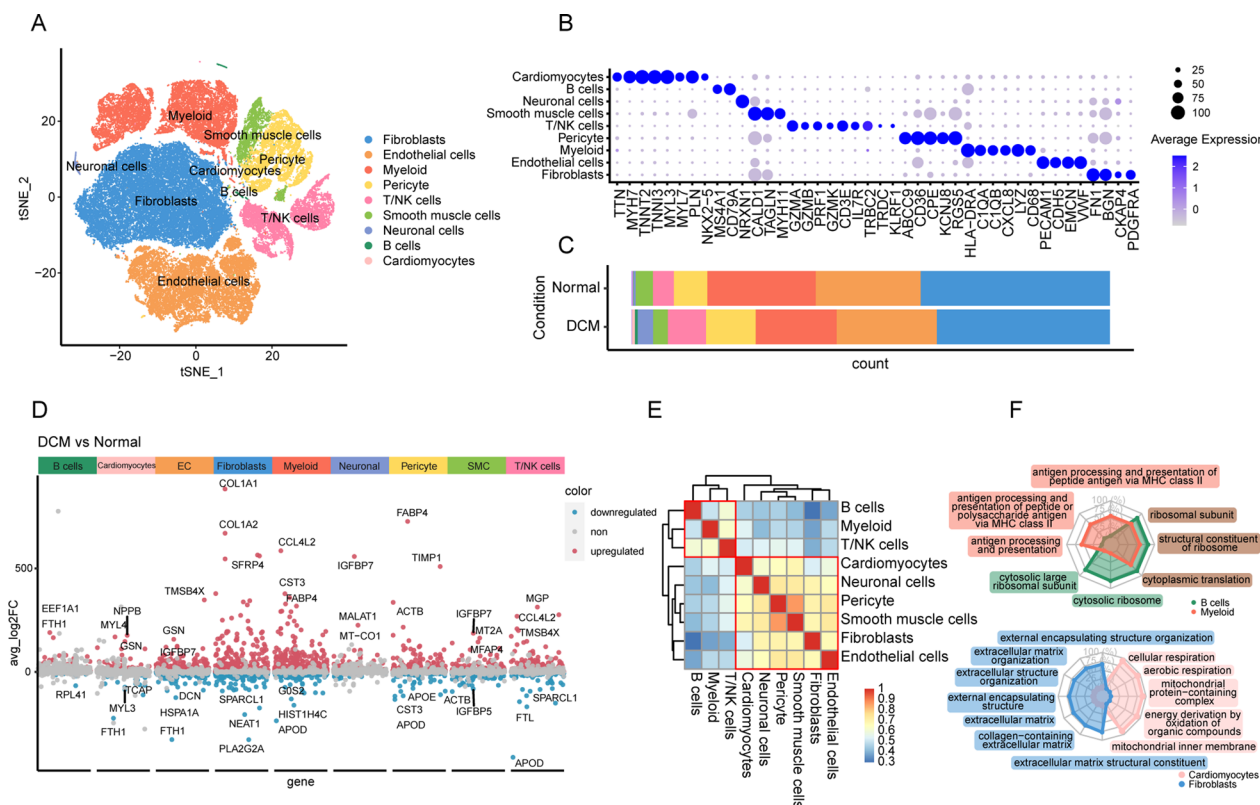 A
20
0
−20
tSNE_2
−20
0
20
tSNE_1
Myeloid
Smooth muscle cells
Neuronal cells
Pericyte
Cardiomyocytes
B cells
Fibroblasts
T/NK cells
Endothelial cells
Fibroblasts
Endothelial cells
Myeloid
Pericyte
T/NK cells
Smooth muscle cells
Neuronal cells
B cells
Cardiomyocytes
B
Cardiomyocytes
B cells
Neuronal cells
Smooth muscle cells
T/NK cells
Pericyte
Myeloid
Endothelial cells
Fibroblasts
TTN
MYH7
TNNT2
TNNI3
MYL3
MYL7
PLN
NKX2-5
MS4A1
CD79A
NRXN1
CALD1
TAGLN
MYH11
GZMA
GZMB
PRF1
GZMK
CD3E
IL7R
TRDC
KLRF1
ABCC9
CD36
CPE
KCNJ8
RGS5
HLA-DRA
C1QA
C1QB
CXCL8
LYZ
CD68
PECAM1
CDH5
EMCN
VWF
FN1
BGN
CKAP4
PDGFRA1
25
50
75
100
Average Expression
2
1
0
C
Condition
Normal
DCM
count
D
DCM vs Normal
B cells
Cardiomyocytes
EC
Fibroblasts
Myeloid
Neuronal
Pericyte
SMC
T/NK cells
color
downregulated
non
upregulated
avg_log2FC
500
0
COL1A1
COL1A2
SFRP4
FABP4
CCL4L2
TIMP1
IGFBP7
CST3
FABP4
TMSB4X
MGP
EEF1A1
FTH1
NPPB
MYL4
GSN
GSN
IGFBP7
MALAT1
MT-CO1
ACTB
IGFBP7
MT2A
MFAP4
CCL4L2
TMSB4X
RPL41
TCAP
MYL3
FTH1
DCN
HSPA1A
FTH1
SPARCL1
NEAT1
PLA2G2A
G0S2
HIST1H4C
APOD
APOE
CST3
APOD
ACTB
IGFBP5
SPARCL1
FTL
APOD
gene
E
B cells
Myeloid
T/NK cells
Cardiomyocytes
Neuronal cells
Pericyte
Smooth muscle cells
Fibroblasts
Endothelial cells
B cells
Myeloid
T/NK cells
Cardiomyocytes
Neuronal cells
Pericyte
Smooth muscle cells
Fibroblasts
Endothelial cells
1
0.9
0.8
0.7
0.6
0.5
0.4
0.3
F
antigen processing and presentation of
peptide antigen via MHC class II
antigen processing and
presentation of peptide or
polysaccharide antigen
via MHC class II
antigen processing
and presentation
cytosolic large
ribosomal subunit
cytosolic ribosome
100 (%)
ribosomal subunit
structural constituent
of ribosome
cytoplasmic translation
B cells
Myeloid
external encapsulating structure organization
extracellular matrix
organization
extracellular structure
organization
external encapsulating
structure
extracellular matrix
collagen-containing
extracellular matrix
extracellular matrix structural constituent
100 (%)
cellular respiration
aerobic respiration
mitochondrial
protein-containing
complex
energy derivation by
oxidation of
organic compounds
mitochondrial inner membrane
Cardiomyocytes
Fibroblasts